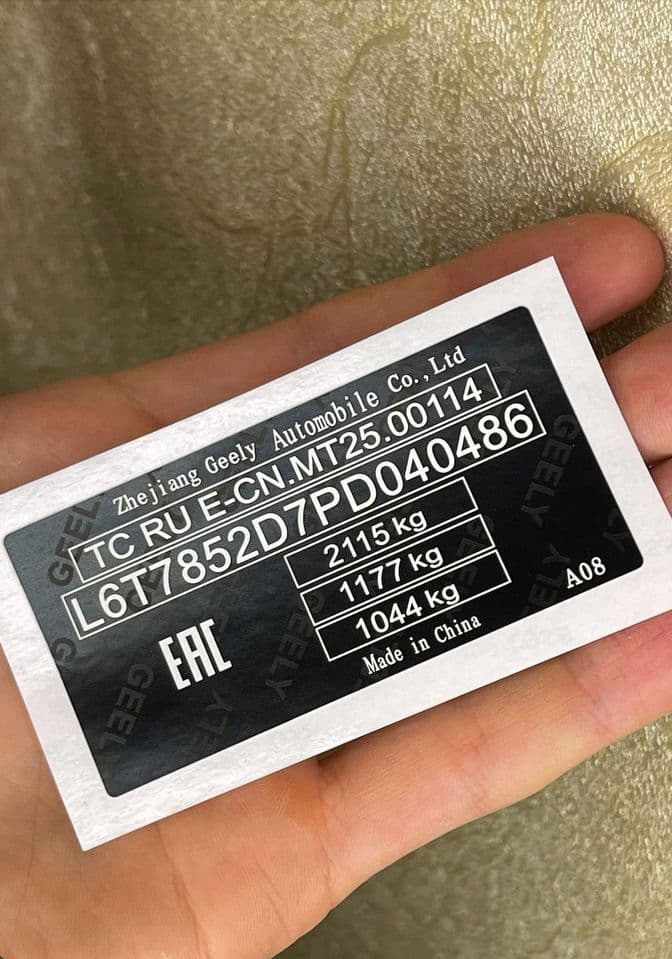 Zhejiang Geely Automobile Co.,Ltd
TC RU E-CN.MT25.00114
L6T7852D7PD040486
2115 kg
1177 kg
1044 kg
EAC
Made in China
A08
GEELY
GEELY
GEELY